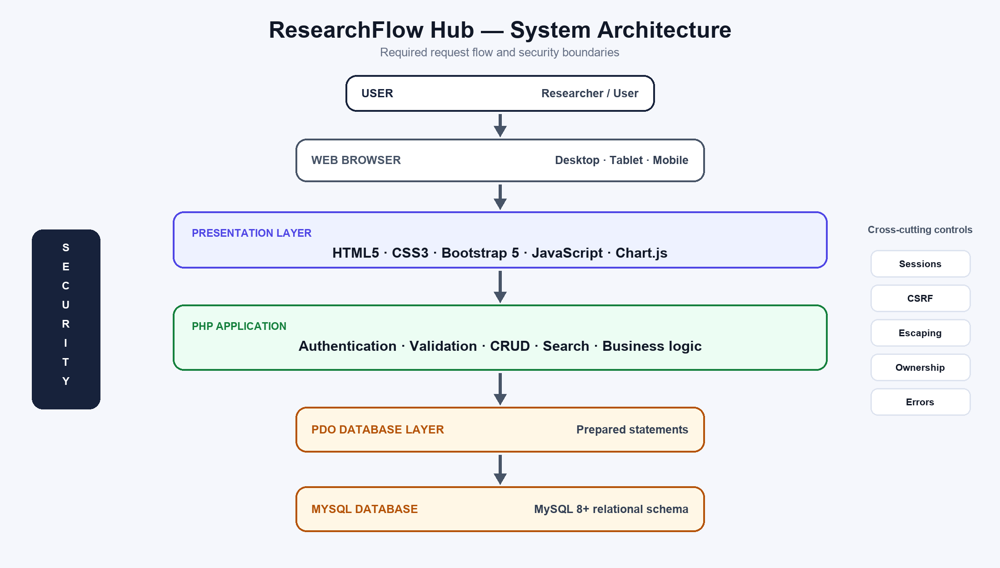 ResearchFlow Hub — System Architecture
Required request flow and security boundaries
USER
Researcher / User
WEB BROWSER
Desktop · Tablet · Mobile
PRESENTATION LAYER
HTML5 · CSS3 · Bootstrap 5 · JavaScript · Chart.js
PHP APPLICATION
Authentication · Validation · CRUD · Search · Business logic
PDO DATABASE LAYER
Prepared statements
MYSQL DATABASE
MySQL 8+ relational schema
S
E
C
U
R
I
T
Y
Cross-cutting controls
Sessions
CSRF
Escaping
Ownership
Errors